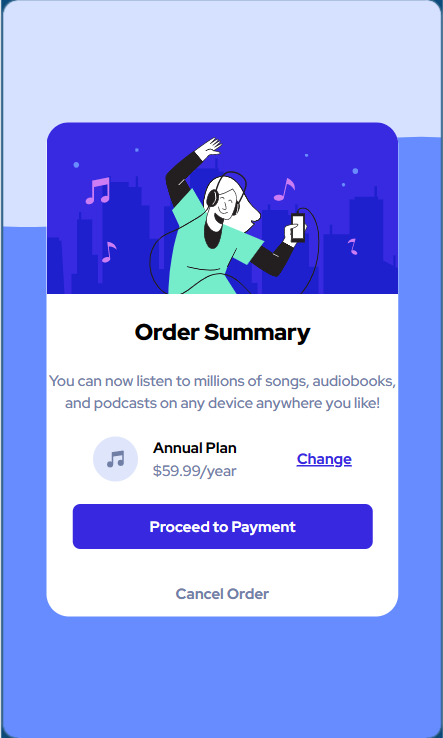 Order Summary
You can now listen to millions of songs, audiobooks,
and podcasts on any device anywhere you like!
Annual Plan
$59.99/year
Change
Proceed to Payment
Cancel Order